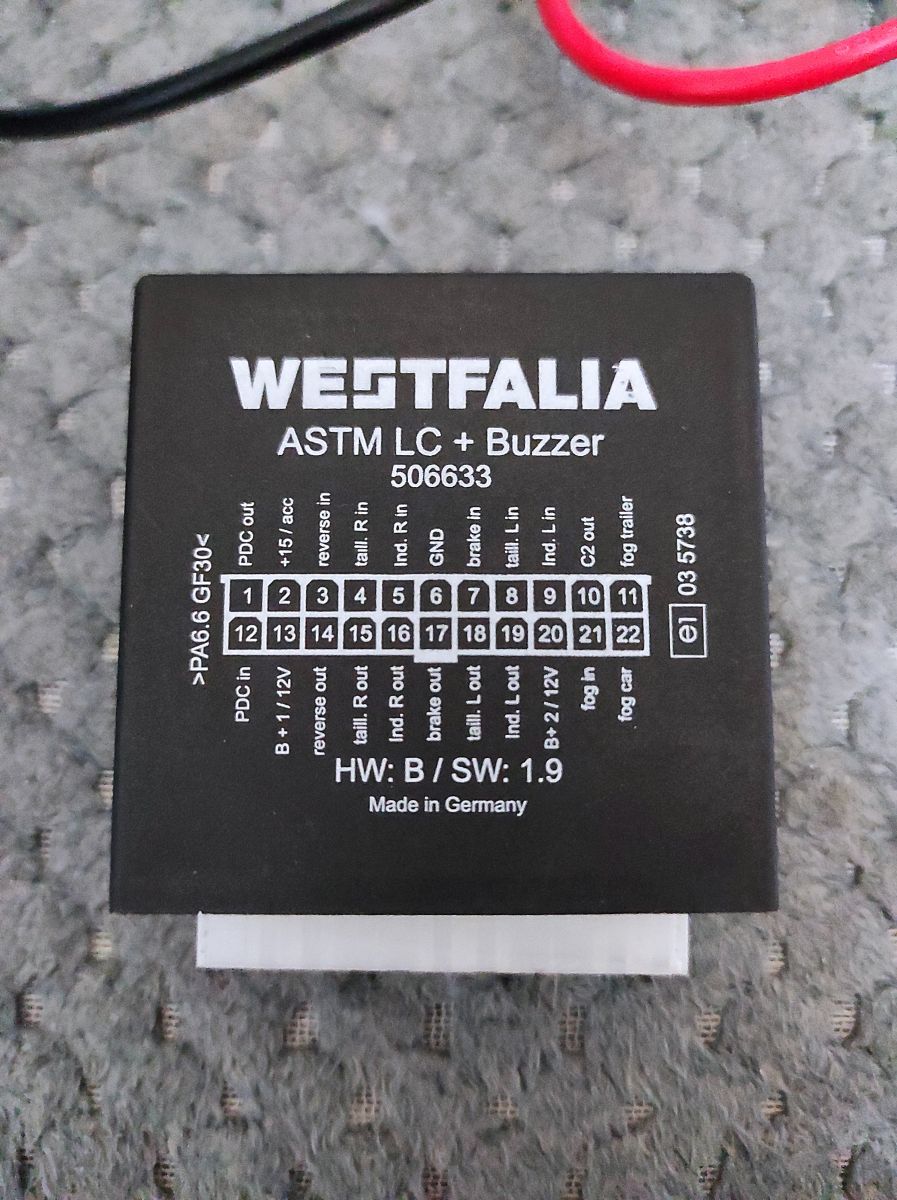 WESTFALIA
ASTM LC + Buzzer
506633
>PA6.6 GF30<
PDC out
+15 / acc
reverse in
taill. R in
Ind. R in
GND
brake in
taill. L in
Ind. L in
C2 out
fog trailer
1 2 3 4 5 6 7 8 9 10 11
12 13 14 15 16 17 18 19 20 21 22
PDC in
B + 1 / 12V
reverse out
taill. R out
Ind. R out
brake out
taill. L out
Ind. L out
B+ 2 / 12V
fog in
fog car
e1 03 5738
HW: B / SW: 1.9
Made in Germany